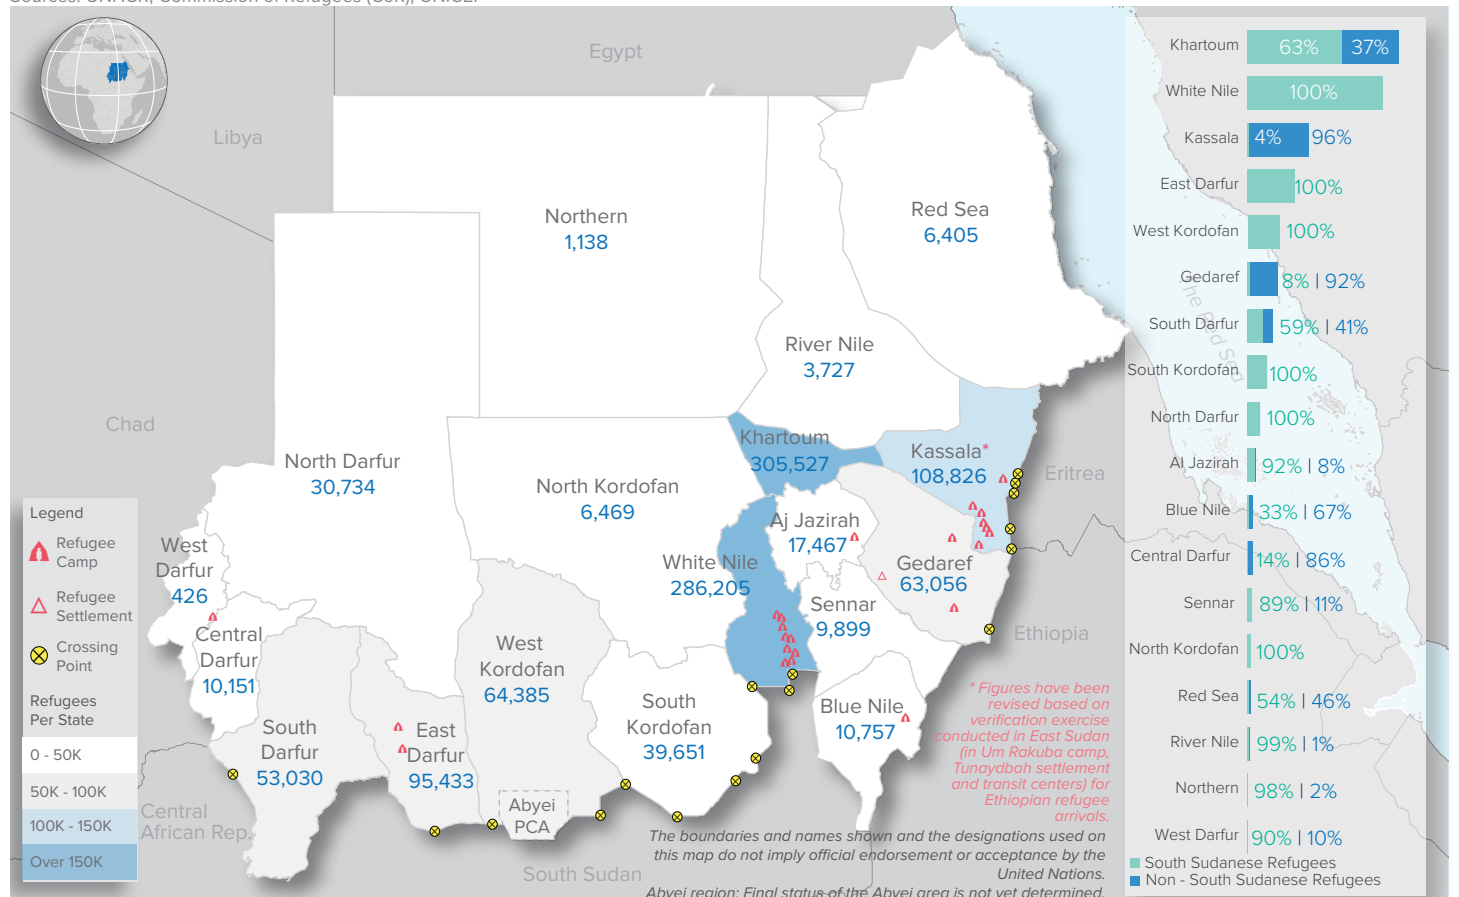 Sources: UNHCR, Commission of Refugees (COR), UNICEF
Egypt
Libya
Chad
Eritrea
Ethiopia
South Sudan
Central
African Rep.
The Red Sea
Northern
1,138
Red Sea
6,405
River Nile
3,727
Khartoum
305,527
Kassala*
108,826
North Darfur
30,734
North Kordofan
6,469
Aj Jazirah
17,467
Gedaref
63,056
White Nile
286,205
Sennar
9,899
West
Darfur
426
Central
Darfur
10,151
West
Kordofan
64,385
South
Kordofan
39,651
Blue Nile
10,757
South
Darfur
53,030
East
Darfur
95,433
Abyei
PCA
Legend
Refugee
Camp
Refugee
Settlement
Crossing
Point
Refugees
Per State
0 - 50K
50K - 100K
100K - 150K
Over 150K
* Figures have been
revised based on
verification exercise
conducted in East Sudan
(in Um Rakuba camp,
Tunaydbah settlement
and transit centers) for
Ethiopian refugee
arrivals.
The boundaries and names shown and the designations used on
this map do not imply official endorsement or acceptance by the
United Nations.
Abyei region: Final status of the Abyei area is not yet determined.
Khartoum 63% 37%
White Nile 100%
Kassala 4% 96%
East Darfur 100%
West Kordofan 100%
Gedaref 8% | 92%
South Darfur 59% | 41%
South Kordofan 100%
North Darfur 100%
Al Jazirah 92% | 8%
Blue Nile 33% | 67%
Central Darfur 14% | 86%
Sennar 89% | 11%
North Kordofan 100%
Red Sea 54% | 46%
River Nile 99% | 1%
Northern 98% | 2%
West Darfur 90% | 10%
South Sudanese Refugees
Non - South Sudanese Refugees